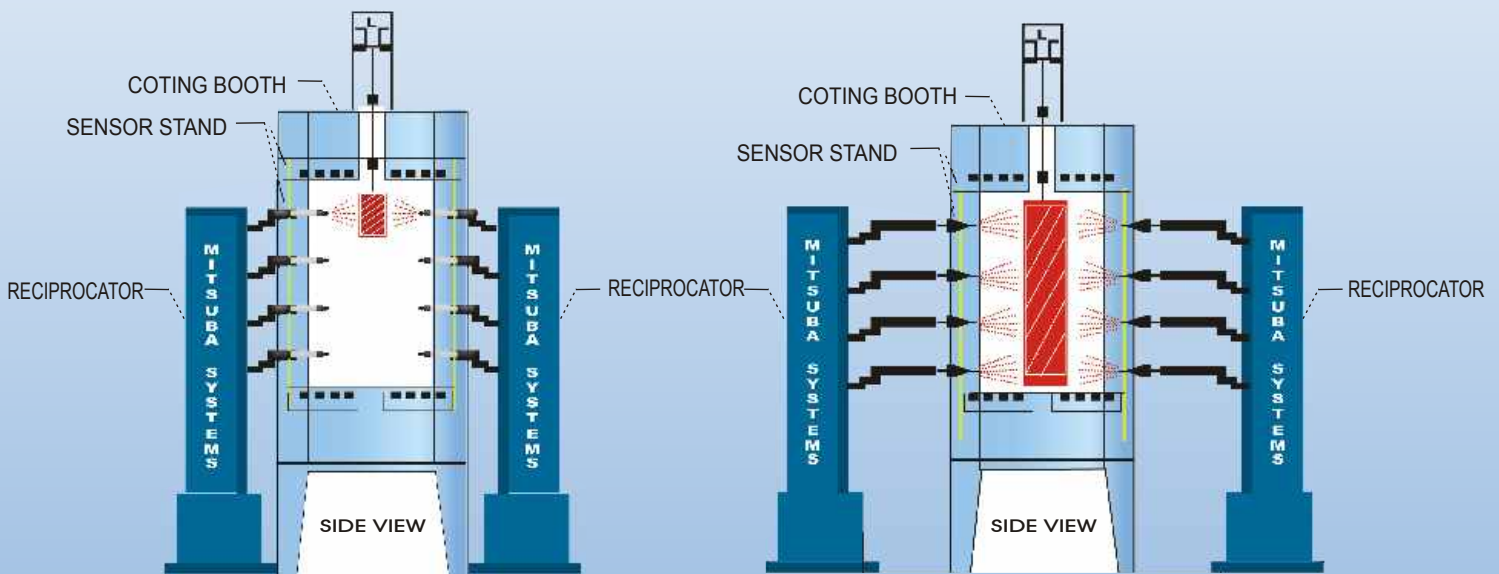 L
COTING BOOTH
SENSOR STAND
RECIPROCATOR
MITSUBA SYSTEMS
MITSUBA SYSTEMS
SIDE VIEW
L
COTING BOOTH
SENSOR STAND
RECIPROCATOR
MITSUBA SYSTEMS
MITSUBA SYSTEMS
RECIPROCATOR
SIDE VIEW